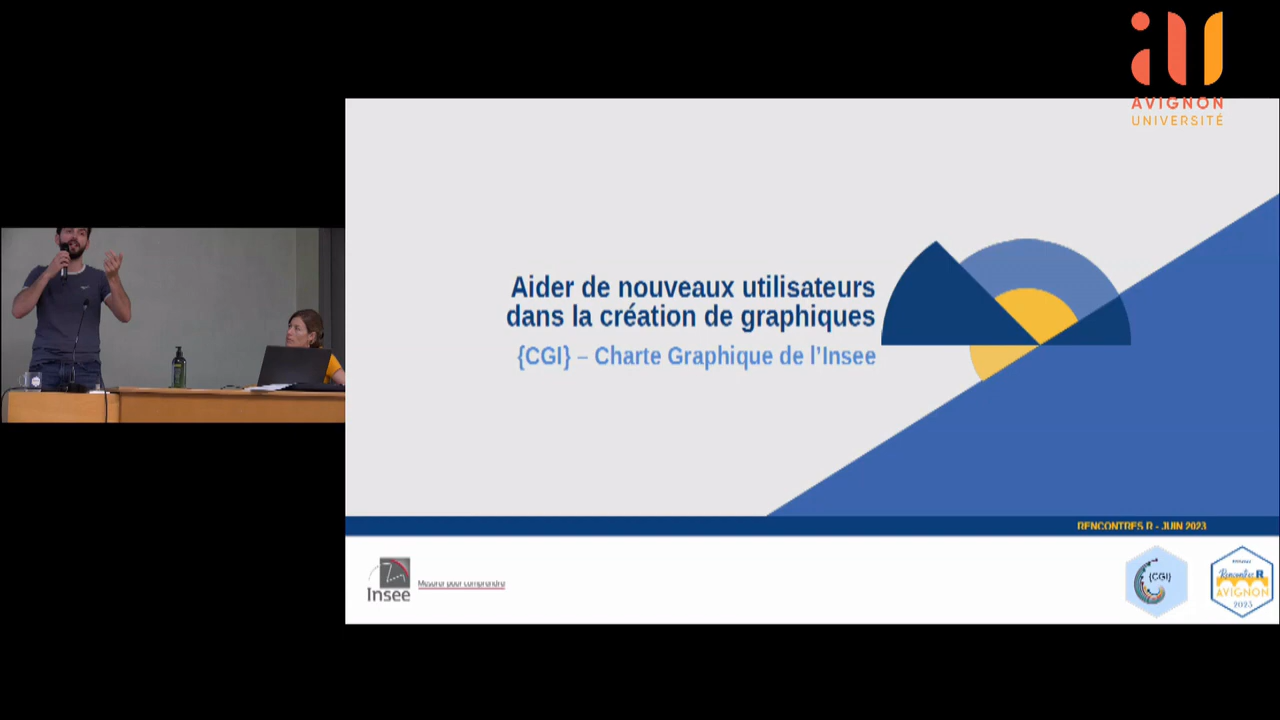 AVIGNON
UNIVERSITÉ
Aider de nouveaux utilisateurs
dans la création de graphiques
{CGI} – Charte Graphique de l'Insee
RENCONTRES R - JUIN 2023
Insee
Mesurer pour comprendre
{CGI}
Rencontres R
AVIGNON
2023